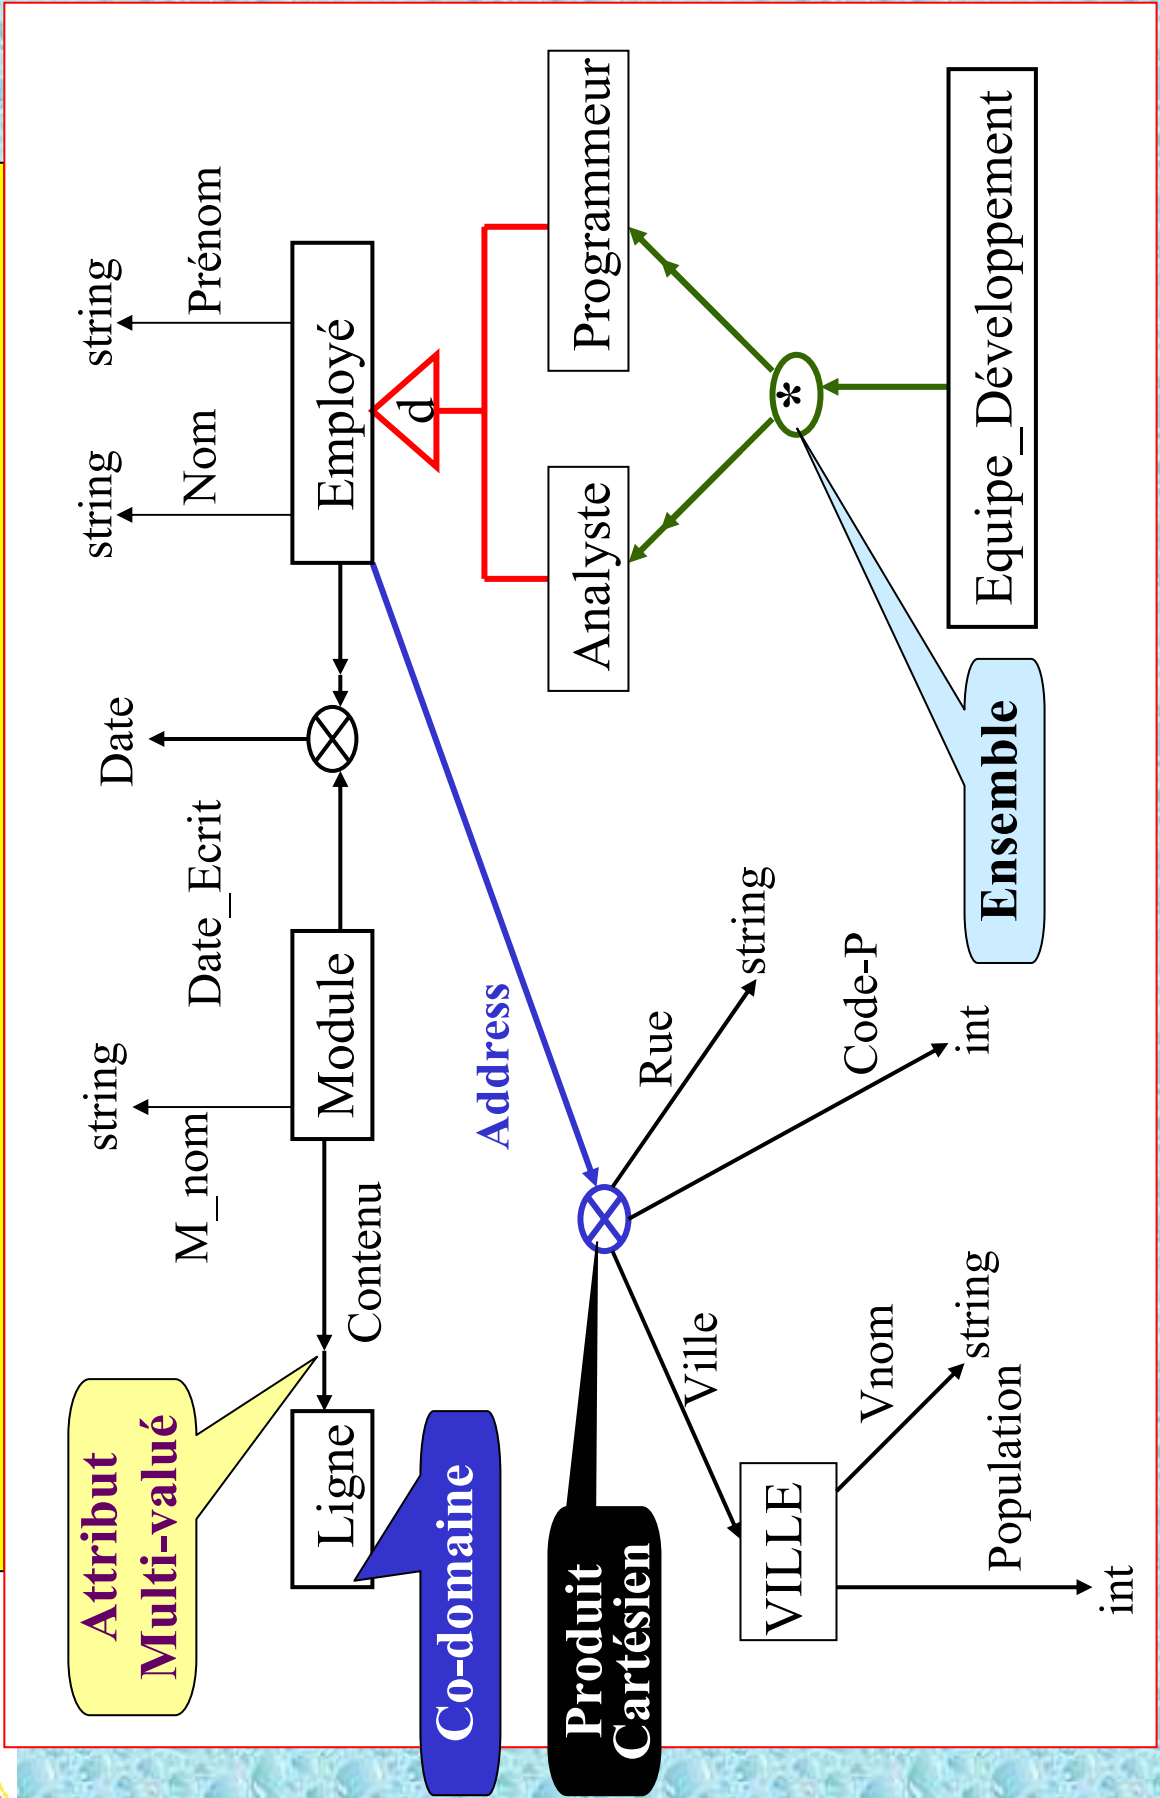 Attribut
Multi-valué
string
M_nom
Date_Ecrit
Date
string
Nom
string
Prénom
Ligne
Contenu
Module
Employé
d
Co-domaine
Address
Produit
Cartésien
Rue
string
Analyste
Programmeur
Ville
Code-P
int
*
VILLE
Vnom
string
Population
int
Ensemble
Equipe_Développement